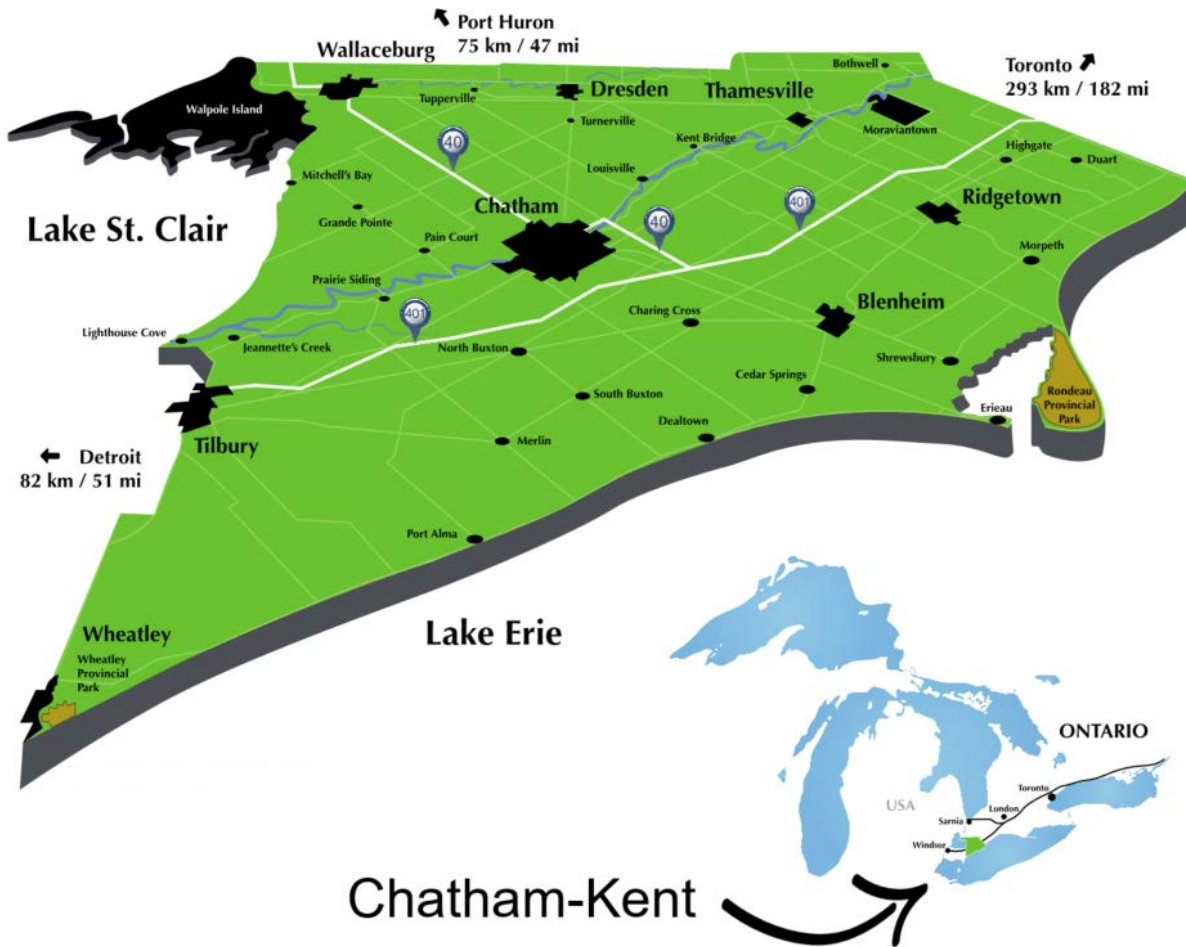 Port Huron
75 km / 47 mi
Wallaceburg
Bothwell
Toronto
293 km / 182 mi
Walpole Island
Tupperville
Dresden
Thamesville
Turnerville
Moraviantown
Kent Bridge
Highgate
Duart
40
Louisville
Mitchell's Bay
Ridgetown
Grande Pointe
Chatham
40
401
Lake St. Clair
Pain Court
Morpeth
Prairie Siding
Blenheim
401
Charing Cross
Lighthouse Cove
Jeannette's Creek
North Buxton
Shrewsbury
Cedar Springs
South Buxton
Rondeau
Provincial
Park
Erieau
Dealtown
Tilbury
Merlin
Detroit
82 km / 51 mi
Port Alma
Lake Erie
Wheatley
Wheatley
Provincial
Park
ONTARIO
Toronto
USA
London
Sarnia
Windsor
Chatham-Kent